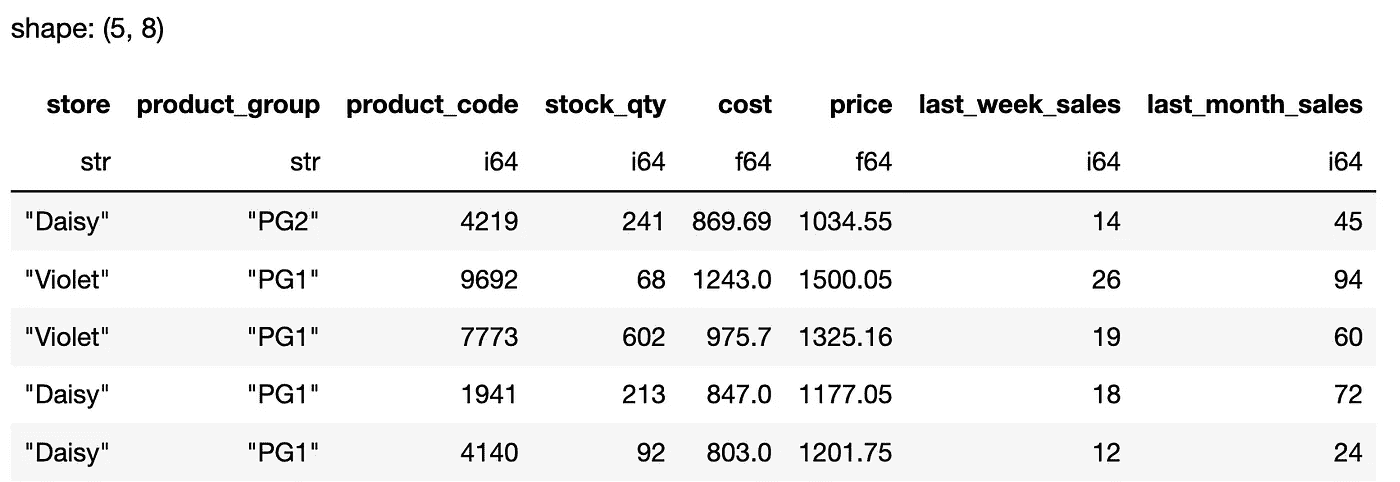 shape: (5, 8)
store product_group product_code stock_qty cost price last_week_sales last_month_sales
str str i64 i64 f64 f64 i64 i64
"Daisy" "PG2" 4219 241 869.69 1034.55 14 45
"Violet" "PG1" 9692 68 1243.0 1500.05 26 94
"Violet" "PG1" 7773 602 975.7 1325.16 19 60
"Daisy" "PG1" 1941 213 847.0 1177.05 18 72
"Daisy" "PG1" 4140 92 803.0 1201.75 12 24